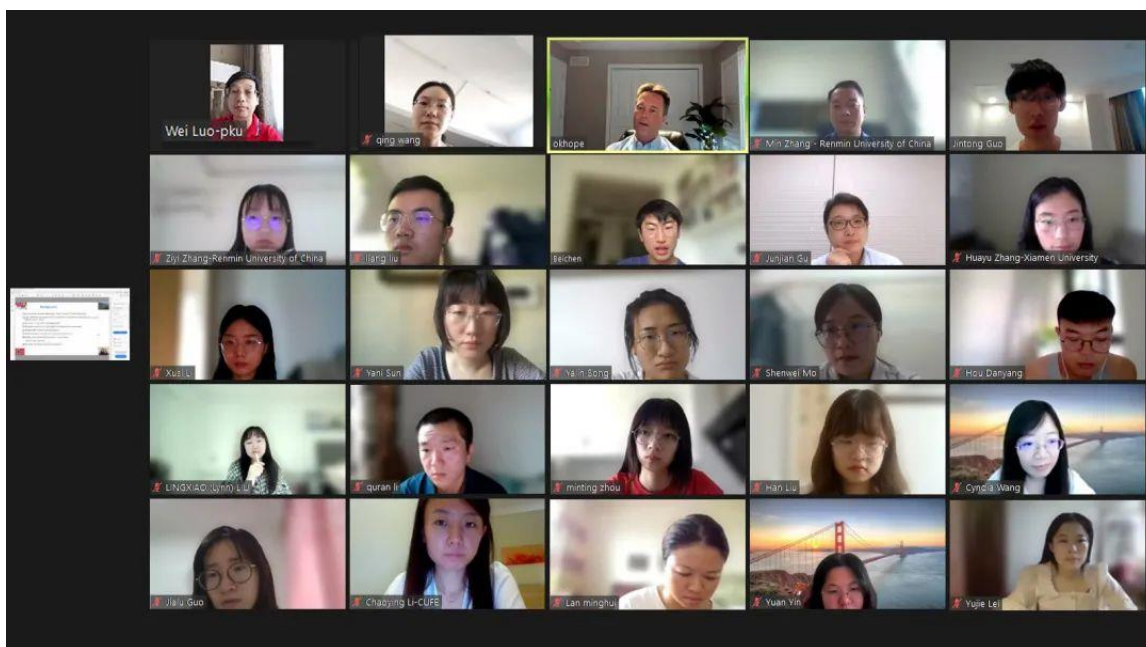 Wei Luo-pku
qing wang
okhope
Min Zhang - Renmin University of China
Jintong Guo
Ziyi Zhang-Renmin University of China
liang liu
Beichen
Junjian Gu
Huayu Zhang-Xiamen University
Xusi Li
Yani Sun
Yalin Song
Shenwei Mo
Hou Danyang
LINGXIAO (Lynn) LILI
quran li
minting zhou
Han Liu
Cyndia Wang
Jialu Guo
Chaoying Li-CUFE
Lan minghui
Yuan Yin
Yujie Lei